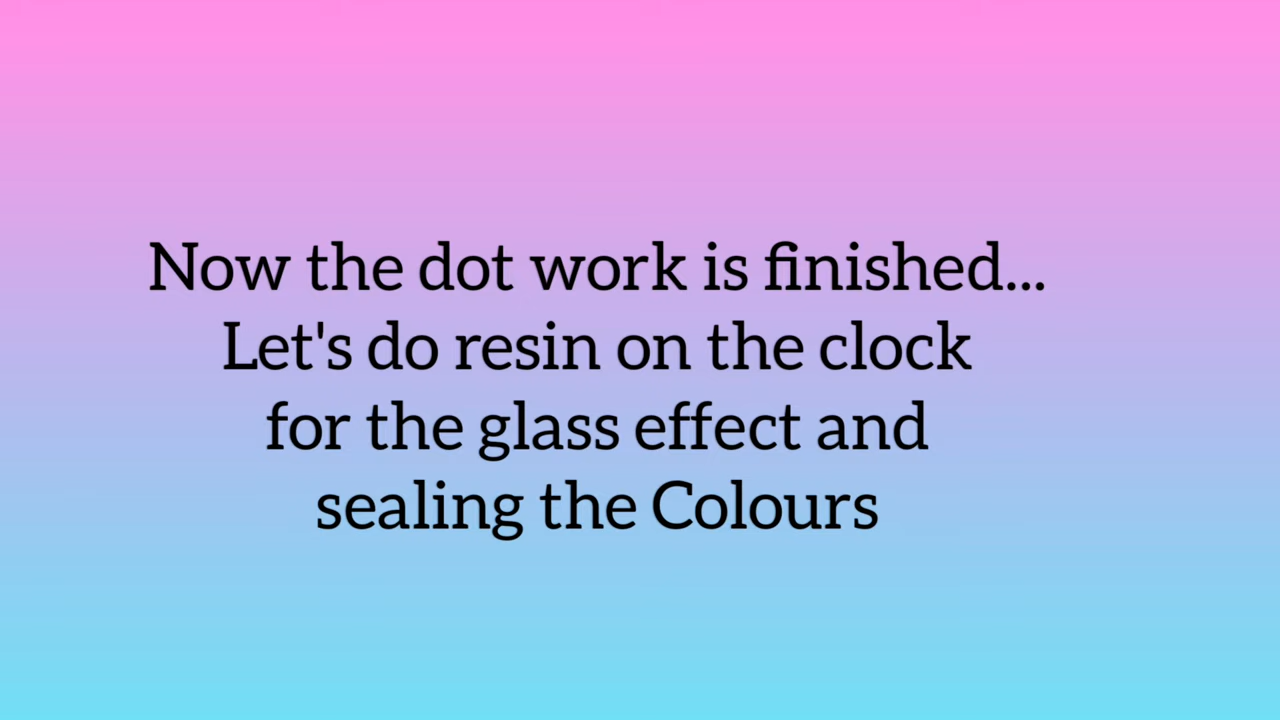 Now the dot work is finished...
Let's do resin on the clock
for the glass effect and
sealing the Colours